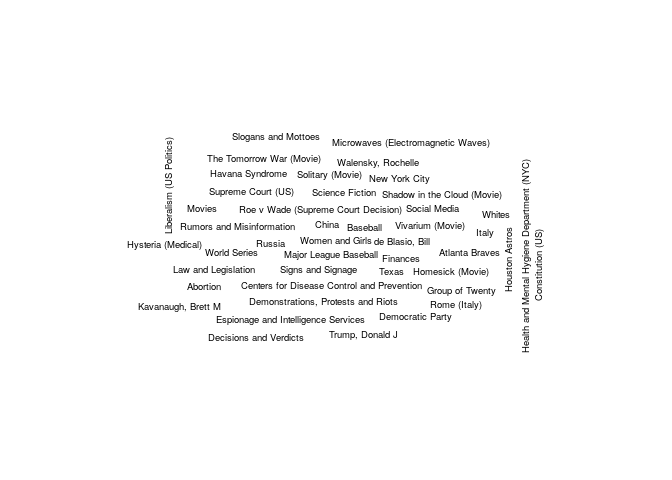 Slogans and Mottoes
Microwaves (Electromagnetic Waves)
Liberalism (US Politics)
The Tomorrow War (Movie)
Walensky, Rochelle
Havana Syndrome
Solitary (Movie)
New York City
Supreme Court (US)
Science Fiction
Shadow in the Cloud (Movie)
Movies
Roe v Wade (Supreme Court Decision)
Social Media
Whites
Rumors and Misinformation
China
Baseball
Vivarium (Movie)
Italy
Hysteria (Medical)
Russia
Women and Girls
de Blasio, Bill
World Series
Major League Baseball
Finances
Atlanta Braves
Houston Astros
Health and Mental Hygiene Department (NYC)
Constitution (US)
Law and Legislation
Signs and Signage
Texas
Homesick (Movie)
Abortion
Centers for Disease Control and Prevention
Group of Twenty
Kavanaugh, Brett M
Demonstrations, Protests and Riots
Rome (Italy)
Espionage and Intelligence Services
Democratic Party
Decisions and Verdicts
Trump, Donald J